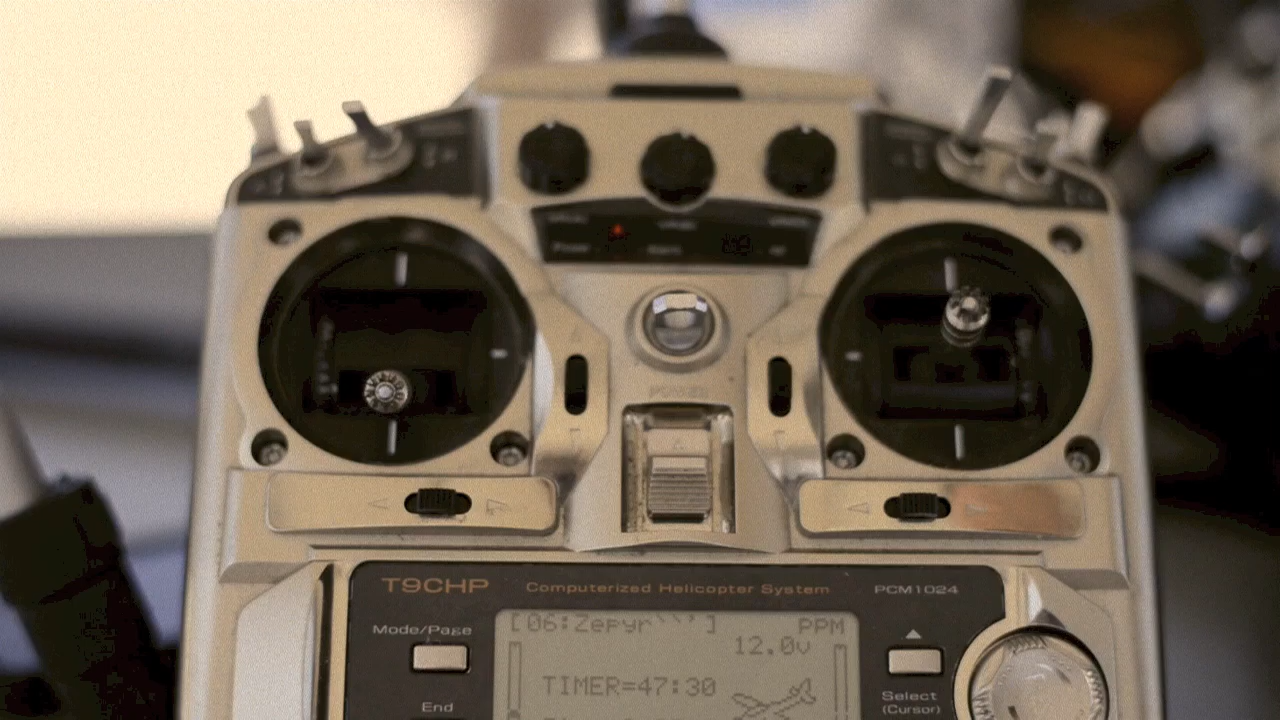 T9CHP Computerized Helicopter System PCM1024
Mode/Page
[06:Zepyr``']
PPM
12.0v
TIMER=47:30
Select
(Cursor)
End